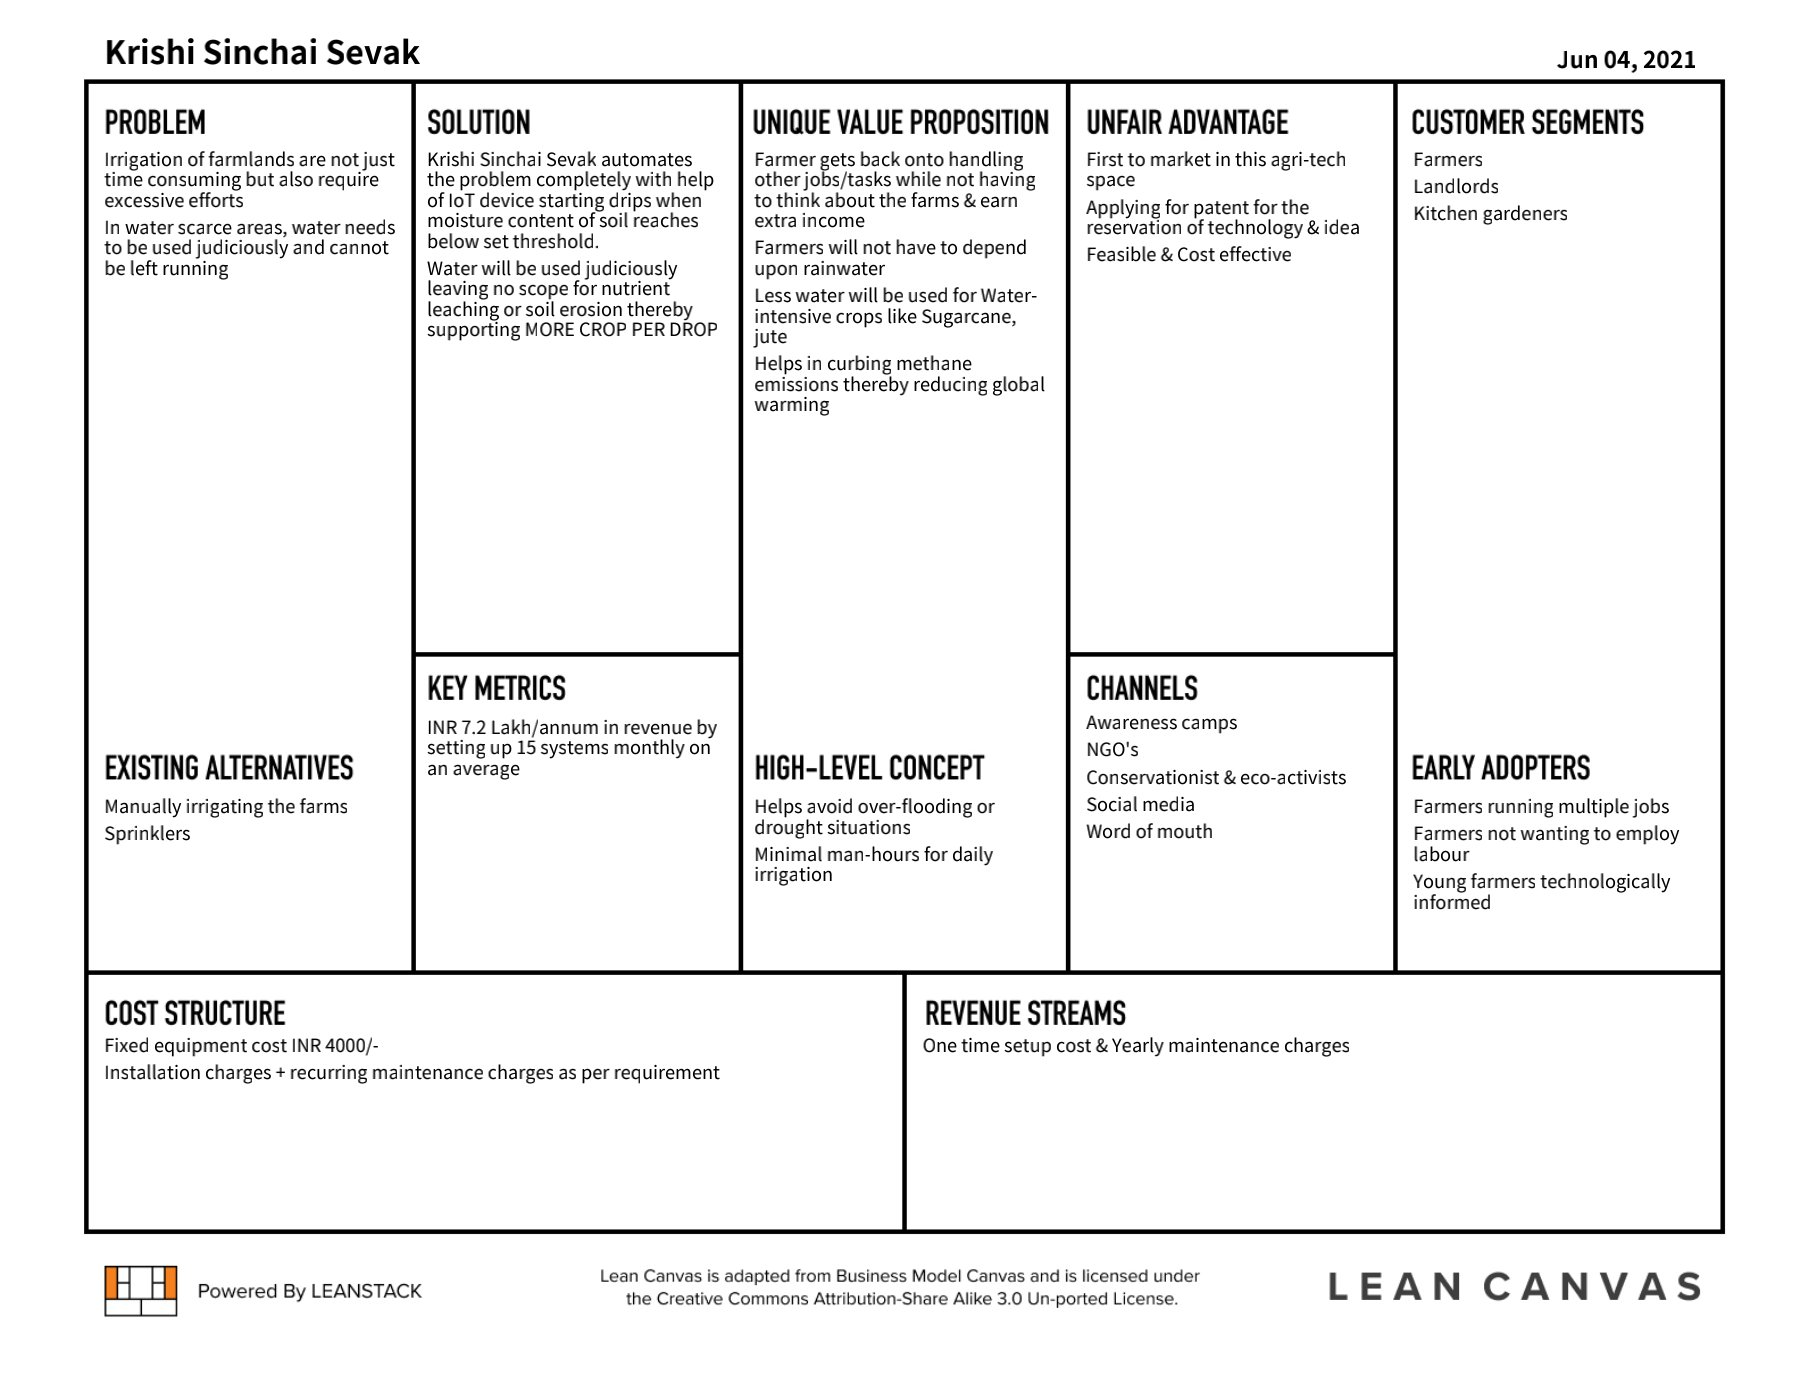 Krishi Sinchai Sevak
Jun 04, 2021
PROBLEM
Irrigation of farmlands are not just
time consuming but also require
excessive efforts
In water scarce areas, water needs
to be used judiciously and cannot
be left running
EXISTING ALTERNATIVES
Manually irrigating the farms
Sprinklers
SOLUTION
Krishi Sinchai Sevak automates
the problem completely with help
of IoT device starting drips when
moisture content of soil reaches
below set threshold.
Water will be used judiciously
leaving no scope for nutrient
leaching or soil erosion thereby
supporting MORE CROP PER DROP
KEY METRICS
INR 7.2 Lakh/annum in revenue by
setting up 15 systems monthly on
an average
UNIQUE VALUE PROPOSITION
Farmer gets back onto handling
other jobs/tasks while not having
to think about the farms & earn
extra income
Farmers will not have to depend
upon rainwater
Less water will be used for Water-
intensive crops like Sugarcane,
jute
Helps in curbing methane
emissions thereby reducing global
warming
HIGH-LEVEL CONCEPT
Helps avoid over-flooding or
drought situations
Minimal man-hours for daily
irrigation
UNFAIR ADVANTAGE
First to market in this agri-tech
space
Applying for patent for the
reservation of technology & idea
Feasible & Cost effective
CHANNELS
Awareness camps
NGO's
Conservationist & eco-activists
Social media
Word of mouth
CUSTOMER SEGMENTS
Farmers
Landlords
Kitchen gardeners
EARLY ADOPTERS
Farmers running multiple jobs
Farmers not wanting to employ
labour
Young farmers technologically
informed
COST STRUCTURE
Fixed equipment cost INR 4000/-
Installation charges + recurring maintenance charges as per requirement
REVENUE STREAMS
One time setup cost & Yearly maintenance charges
Powered By LEANSTACK
Lean Canvas is adapted from Business Model Canvas and is licensed under
the Creative Commons Attribution-Share Alike 3.0 Un-ported License.
LEAN CANVAS